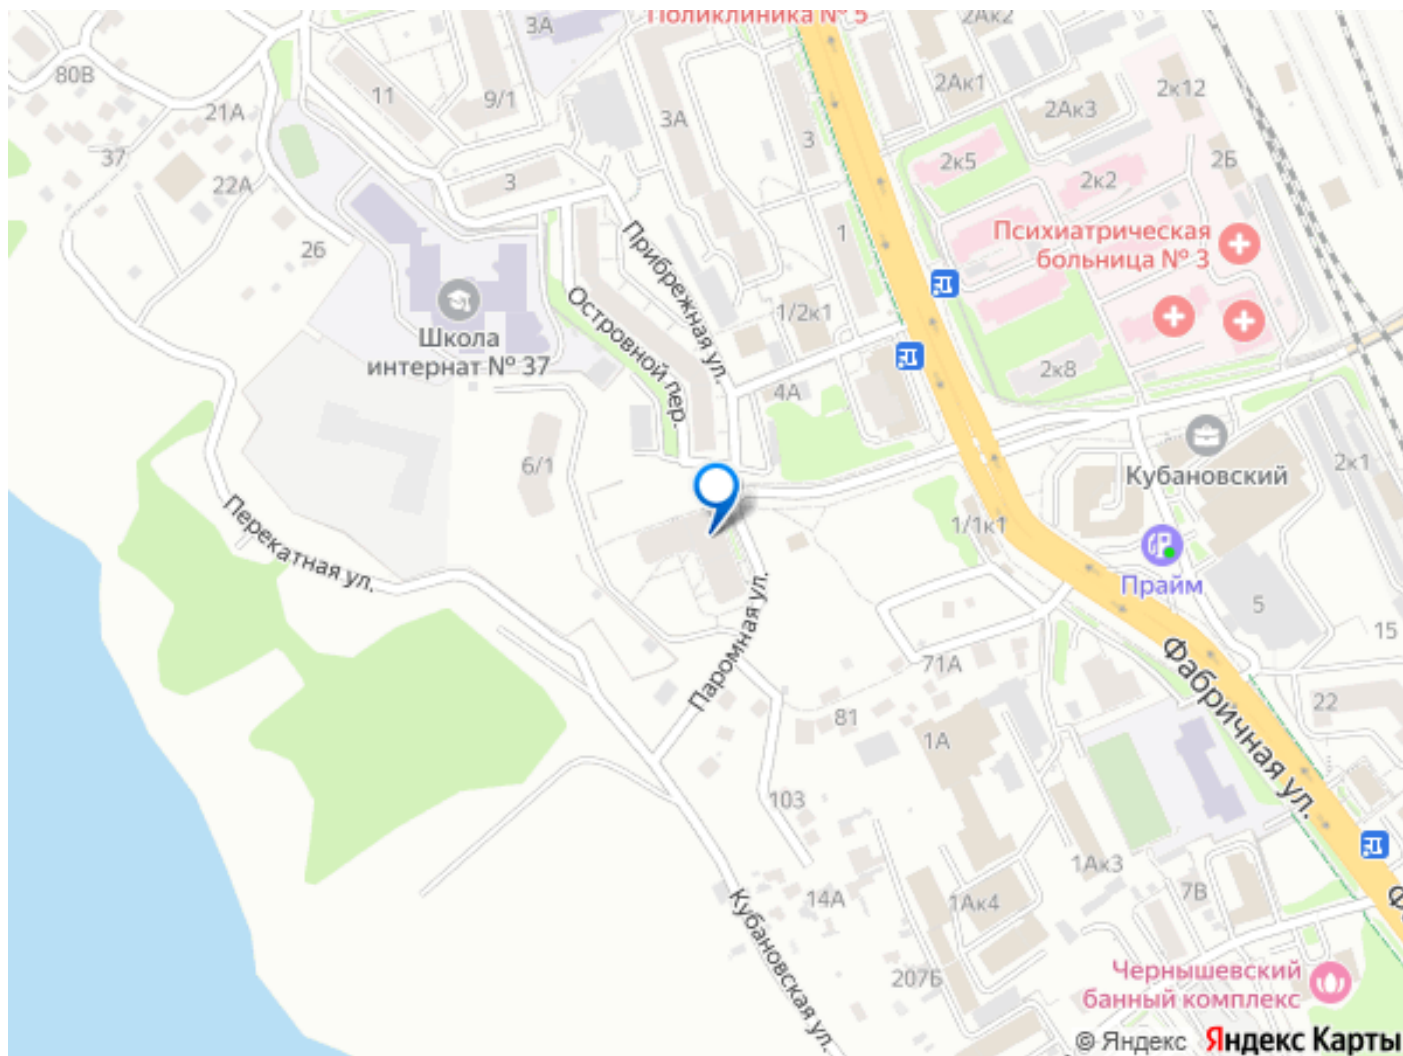 Поликлиника № 5
3А
2Ак2
80В
11
9/1
2Ак1
2к12
21А
3А
2Ак3
37
3
2к5
2Б
22А
3
2к2
26
Прибрежная ул.
1
Психиатрическая
больница № 3
Островной пер.
1/2к1
Школа
интернат № 37
4А
2к8
6/1
Кубановский
2к1
Перекатная ул.
1/1к1
Прайм
5
15
Паромная ул.
71А
Фабричная ул.
22
81
1А
103
1Ак3
14А
1Ак4
7В
Кубановская ул.
207Б
Чернышевский
банный комплекс
© Яндекс Яндекс Карты